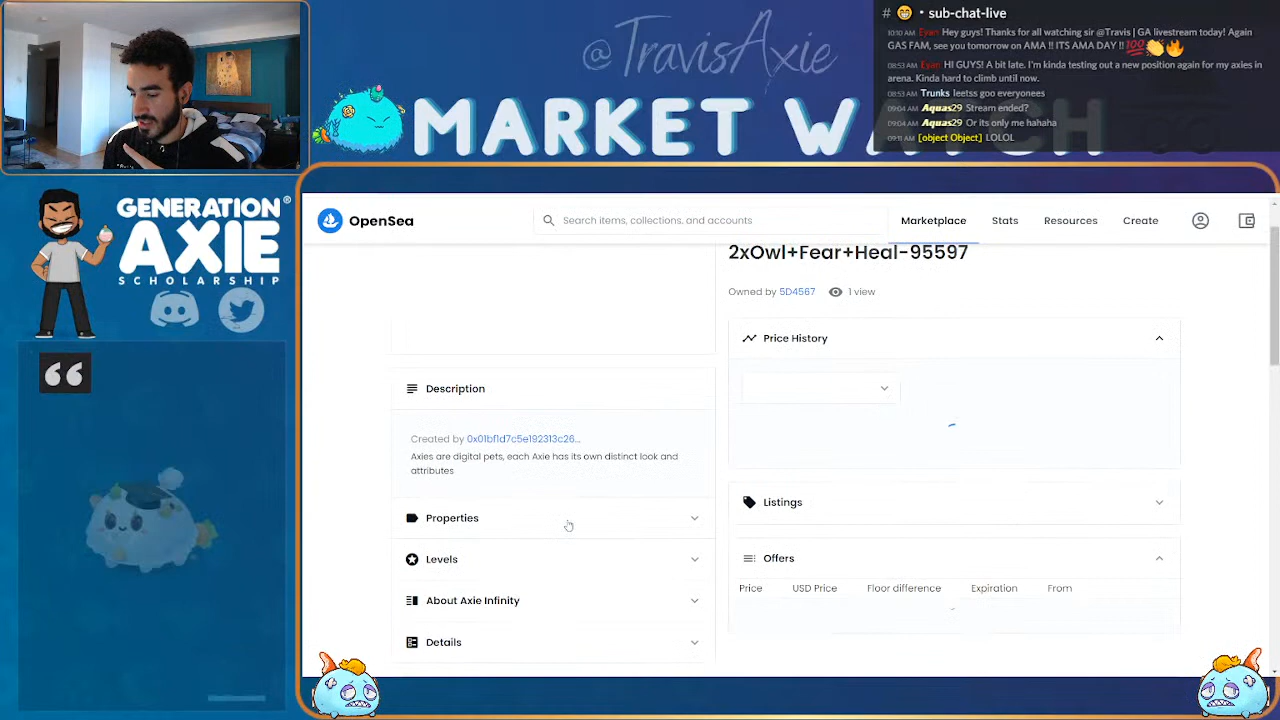 @TravisAxie
MARKET WATCH
# 😁 • sub-chat-live
10:10 AM Eyan Hey guys! Thanks for all watching sir @Travis | GA livestream today! Again
GAS FAM, see you tomorrow on AMA !! ITS AMA DAY !! 💯👏🔥
08:53 AM Eyan HI GUYS! A bit late. I'm kinda testing out a new position again for my axies in
arena. Kinda hard to climb until now.
08:53 AM Trunks leetss goo everyonees
09:04 AM Aquas29 Stream ended?
09:04 AM Aquas29 Or its only me hahaha
09:11 AM [object Object] LOLOL
GENERATION®
AXIE
SCHOLARSHIP
“
OpenSea
Search items, collections, and accounts
Marketplace
Stats
Resources
Create
2xOwl+Fear+Heal-95597
Owned by 5D4567 1 view
Price History
Description
Created by 0x01bf1d7c5e192313c26...
Axies are digital pets, each Axie has its own distinct look and
attributes
Properties
Levels
About Axie Infinity
Details
Listings
Offers
Price USD Price Floor difference Expiration From